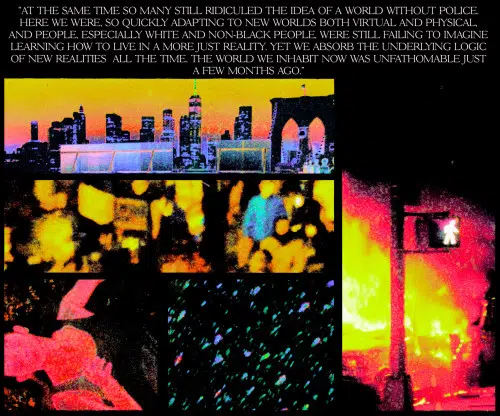 "AT THE SAME TIME SO MANY STILL RIDICULED THE IDEA OF A WORLD WITHOUT POLICE.
HERE WE WERE, SO QUICKLY ADAPTING TO NEW WORLDS BOTH VIRTUAL AND PHYSICAL,
AND PEOPLE, ESPECIALLY WHITE AND NON-BLACK PEOPLE, WERE STILL FAILING TO IMAGINE
LEARNING HOW TO LIVE IN A MORE JUST REALITY. YET WE ABSORB THE UNDERLYING LOGIC
OF NEW REALITIES ALL THE TIME. THE WORLD WE INHABIT NOW WAS UNFATHOMABLE JUST
A FEW MONTHS AGO."